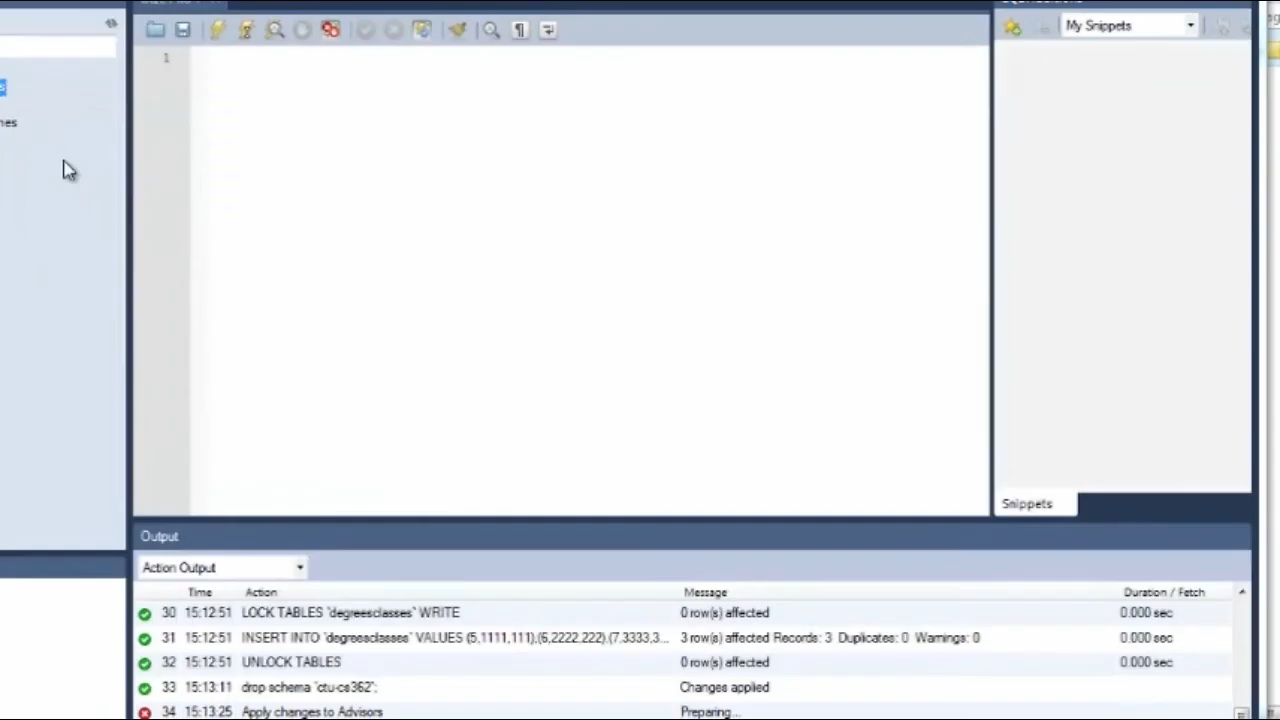 My Snippets
1
s
nes
Snippets
Output
Action Output
Time Action Message Duration / Fetch
30 15:12:51 LOCK TABLES `degreesclasses` WRITE 0 row(s) affected 0.000 sec
31 15:12:51 INSERT INTO `degreesclasses` VALUES (5,1111,111),(6,2222,222),(7,3333,3... 3 row(s) affected Records: 3 Duplicates: 0 Warnings: 0 0.000 sec
32 15:12:51 UNLOCK TABLES 0 row(s) affected 0.000 sec
33 15:13:11 drop schema `ctu-cs362`; Changes applied
34 15:13:25 Apply changes to Advisors Preparing...